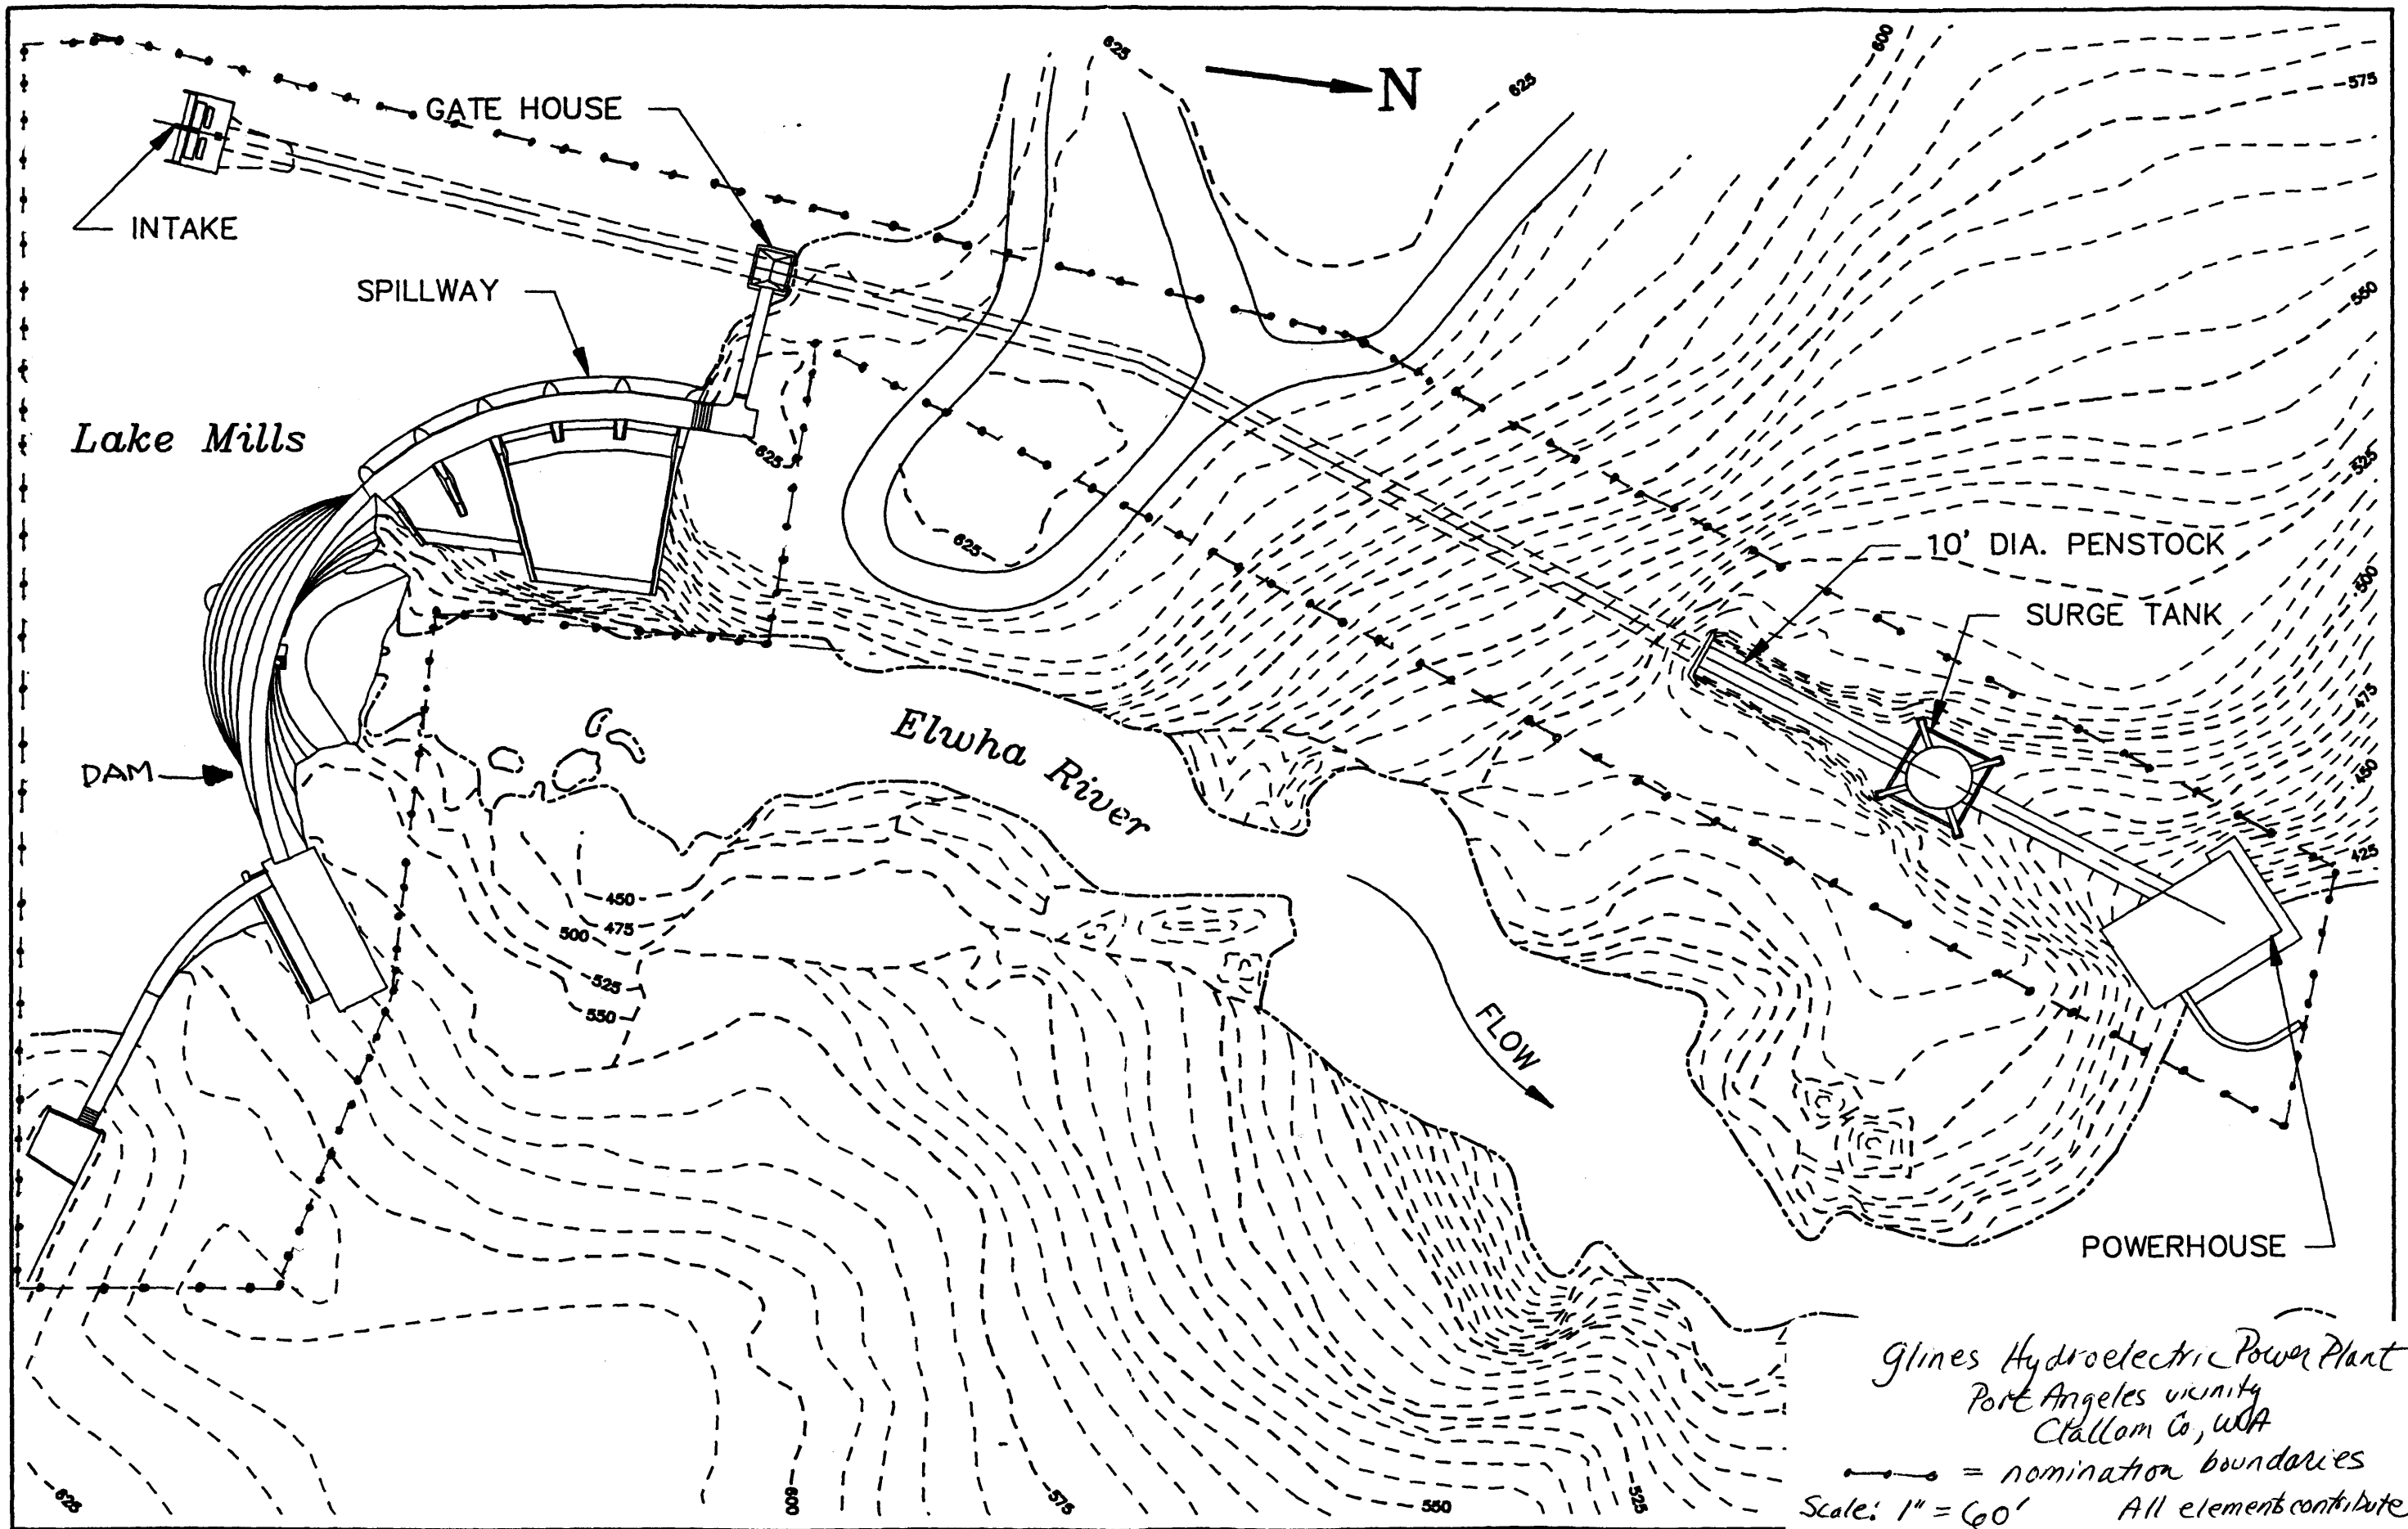 625
600
N
625
575
GATE HOUSE
INTAKE
SPILLWAY
550
Lake Mills
625
525
625
10' DIA. PENSTOCK
500
SURGE TANK
475
Elwha River
DAM
450
425
450
475
500
525
550
FLOW
POWERHOUSE
625
600
575
550
525
Glines Hydroelectric Power Plant
Port Angeles vicinity
Clallam Co, WA
= nomination boundaries
Scale: 1" = 60' All elements contribute